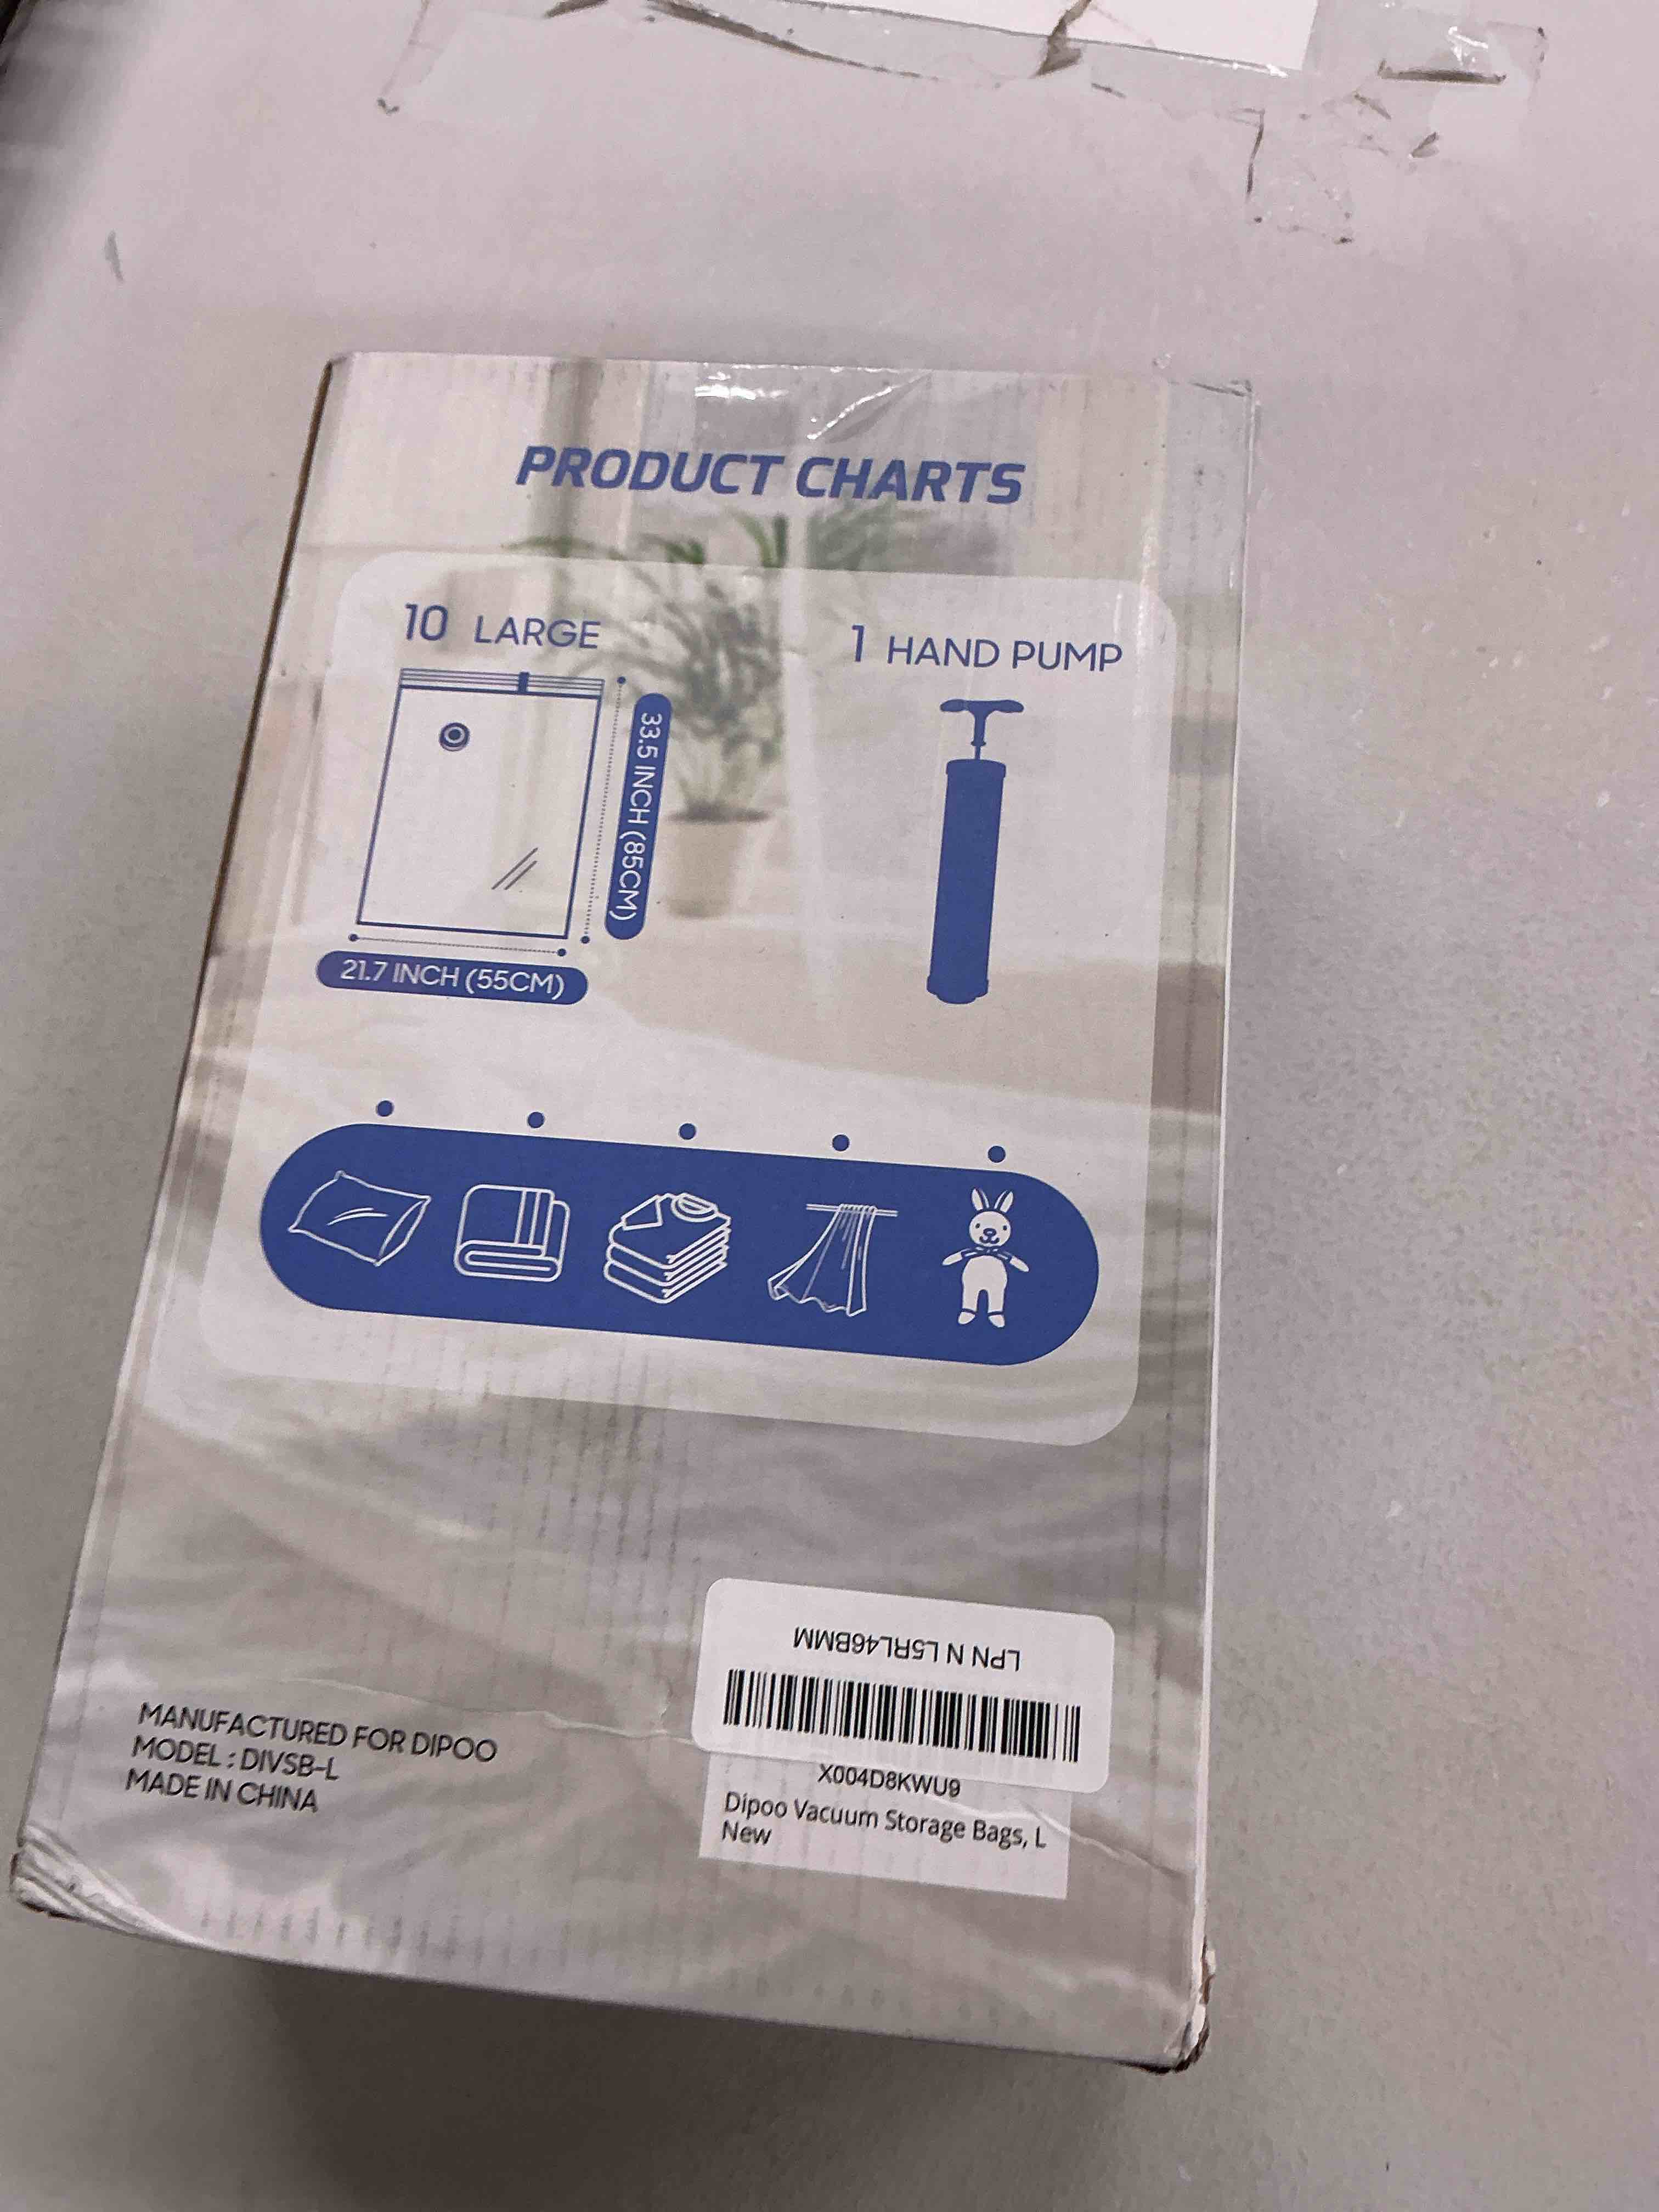 PRODUCT CHARTS
10 LARGE
33.5 INCH (85CM)
21.7 INCH (55CM)
1 HAND PUMP
MANUFACTURED FOR DIPOO
MODEL : DIVSB-L
MADE IN CHINA
LPN N L5RL46BMM
X004D8KWU9
Dipoo Vacuum Storage Bags, L
New